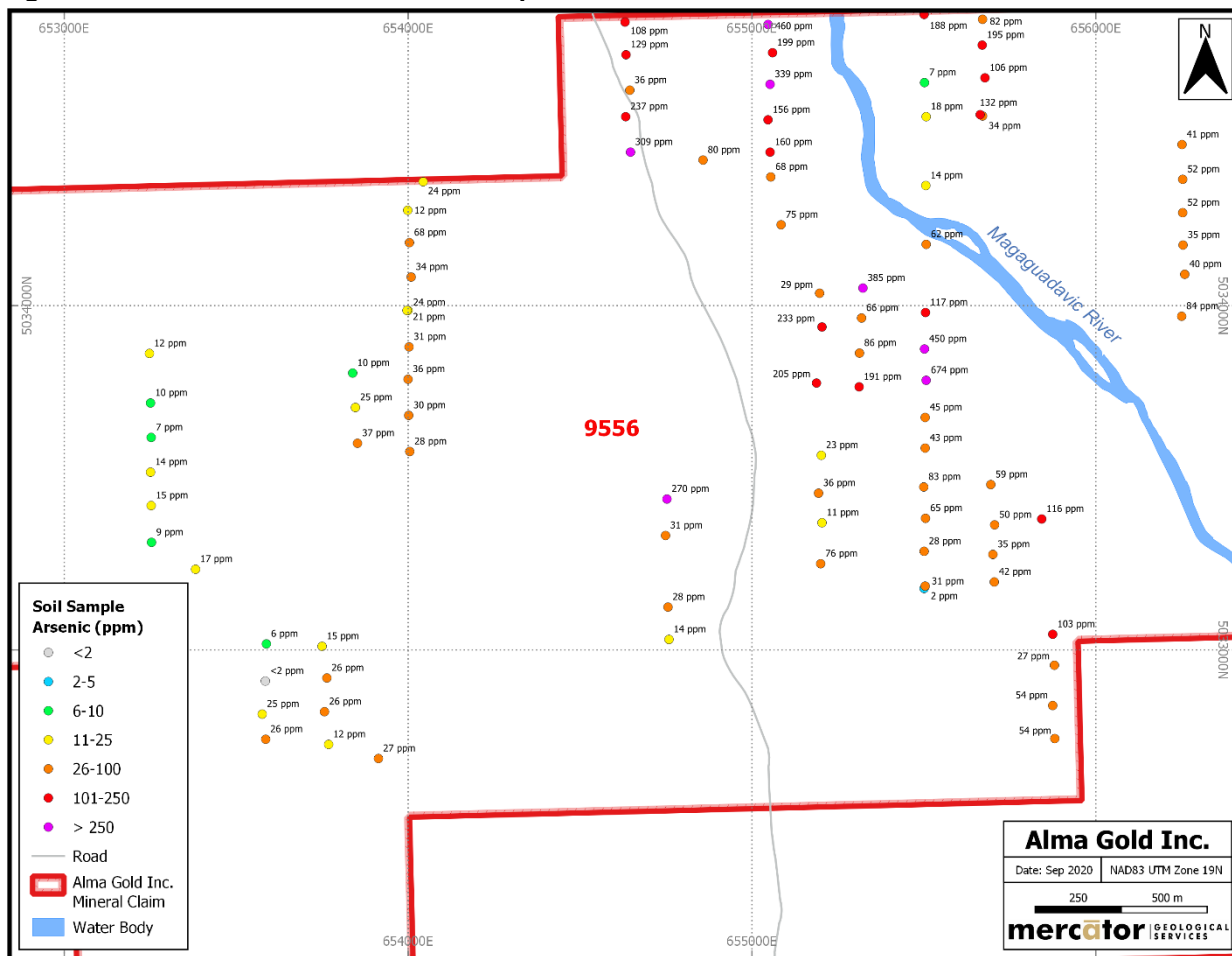 653000E
654000E
655000E
656000E
108 ppm
129 ppm
36 ppm
237 ppm
309 ppm
80 ppm
460 ppm
199 ppm
339 ppm
156 ppm
160 ppm
68 ppm
75 ppm
188 ppm
7 ppm
18 ppm
14 ppm
62 ppm
82 ppm
195 ppm
106 ppm
132 ppm
34 ppm
N
41 ppm
52 ppm
52 ppm
35 ppm
40 ppm
84 ppm
5034000N
5034000N
Magaguadavic River
24 ppm
12 ppm
68 ppm
34 ppm
24 ppm
21 ppm
31 ppm
36 ppm
30 ppm
28 ppm
10 ppm
25 ppm
37 ppm
12 ppm
10 ppm
7 ppm
14 ppm
15 ppm
9 ppm
17 ppm
9556
29 ppm
233 ppm
205 ppm
385 ppm
66 ppm
86 ppm
191 ppm
117 ppm
450 ppm
674 ppm
45 ppm
43 ppm
83 ppm
65 ppm
28 ppm
31 ppm
2 ppm
23 ppm
36 ppm
11 ppm
76 ppm
59 ppm
50 ppm
35 ppm
42 ppm
116 ppm
270 ppm
31 ppm
28 ppm
14 ppm
103 ppm
27 ppm
54 ppm
54 ppm
5033000N
6 ppm
<2 ppm
25 ppm
26 ppm
15 ppm
26 ppm
26 ppm
12 ppm
27 ppm
Soil Sample
Arsenic (ppm)
<2
2-5
6-10
11-25
26-100
101-250
> 250
Road
Alma Gold Inc.
Mineral Claim
Water Body
654000E
655000E
Alma Gold Inc.
Date: Sep 2020
NAD83 UTM Zone 19N
250
500 m
mercator GEOLOGICAL
SERVICES